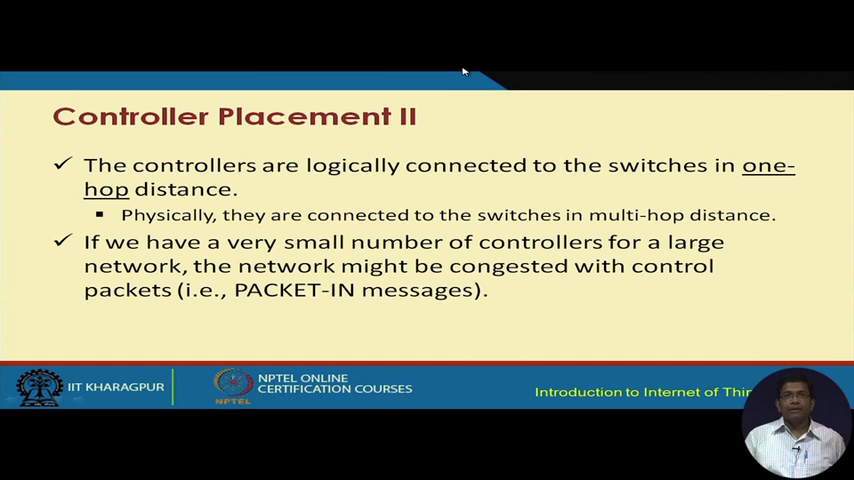 Controller Placement II
✓ The controllers are logically connected to the switches in one-
hop distance.
▪ Physically, they are connected to the switches in multi-hop distance.
✓ If we have a very small number of controllers for a large
network, the network might be congested with control
packets (i.e., PACKET-IN messages).
IIT KHARAGPUR
NPTEL
NPTEL ONLINE
CERTIFICATION COURSES
Introduction to Internet of